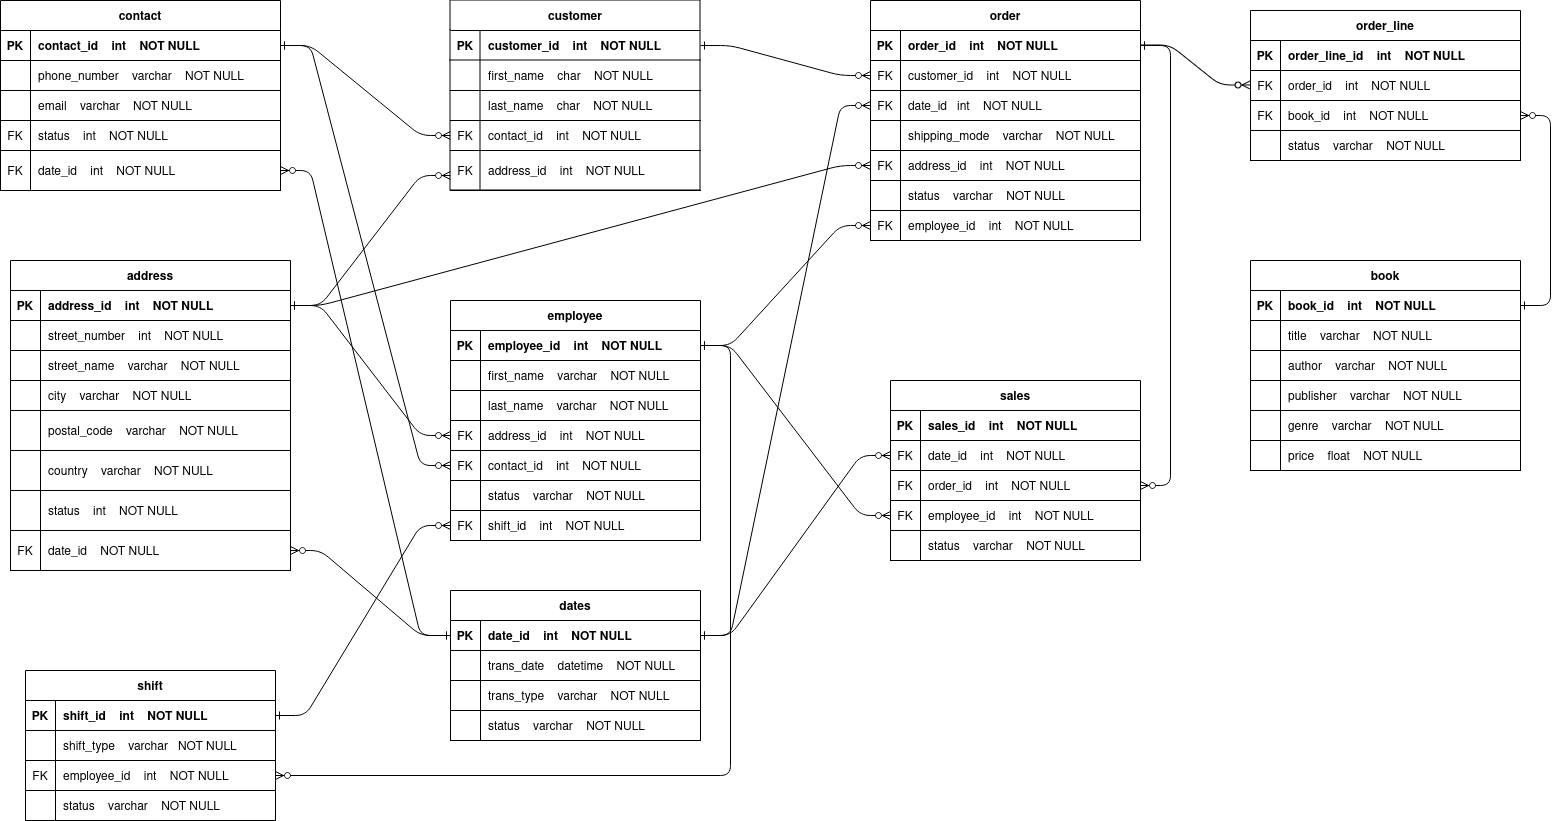 contact
PK contact_id int NOT NULL
phone_number varchar NOT NULL
email varchar NOT NULL
FK status int NOT NULL
FK date_id int NOT NULL
customer
PK customer_id int NOT NULL
first_name char NOT NULL
last_name char NOT NULL
FK contact_id int NOT NULL
FK address_id int NOT NULL
order
PK order_id int NOT NULL
FK customer_id int NOT NULL
FK date_id int NOT NULL
shipping_mode varchar NOT NULL
FK address_id int NOT NULL
status varchar NOT NULL
FK employee_id int NOT NULL
order_line
PK order_line_id int NOT NULL
FK order_id int NOT NULL
FK book_id int NOT NULL
status varchar NOT NULL
address
PK address_id int NOT NULL
street_number int NOT NULL
street_name varchar NOT NULL
city varchar NOT NULL
postal_code varchar NOT NULL
country varchar NOT NULL
status int NOT NULL
FK date_id NOT NULL
employee
PK employee_id int NOT NULL
first_name varchar NOT NULL
last_name varchar NOT NULL
FK address_id int NOT NULL
FK contact_id int NOT NULL
status varchar NOT NULL
FK shift_id int NOT NULL
sales
PK sales_id int NOT NULL
FK date_id int NOT NULL
FK order_id int NOT NULL
FK employee_id int NOT NULL
status varchar NOT NULL
book
PK book_id int NOT NULL
title varchar NOT NULL
author varchar NOT NULL
publisher varchar NOT NULL
genre varchar NOT NULL
price float NOT NULL
dates
PK date_id int NOT NULL
trans_date datetime NOT NULL
trans_type varchar NOT NULL
status varchar NOT NULL
shift
PK shift_id int NOT NULL
shift_type varchar NOT NULL
FK employee_id int NOT NULL
status varchar NOT NULL